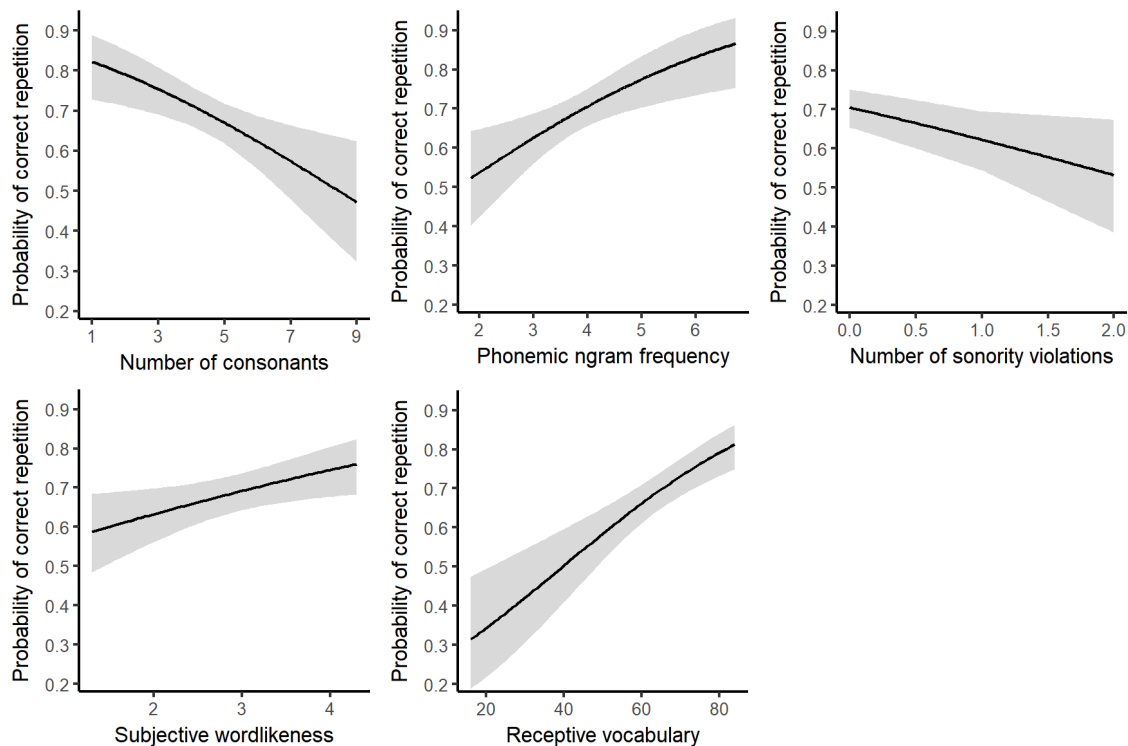 Probability of correct repetition
0.9
0.8
0.7
0.6
0.5
0.4
0.3
0.2
1 3 5 7 9
Number of consonants
Probability of correct repetition
0.9
0.8
0.7
0.6
0.5
0.4
0.3
0.2
2 3 4 5 6
Phonemic ngram frequency
Probability of correct repetition
0.9
0.8
0.7
0.6
0.5
0.4
0.3
0.2
0.0 0.5 1.0 1.5 2.0
Number of sonority violations
Probability of correct repetition
0.9
0.8
0.7
0.6
0.5
0.4
0.3
0.2
2 3 4
Subjective wordlikeness
Probability of correct repetition
0.9
0.8
0.7
0.6
0.5
0.4
0.3
0.2
20 40 60 80
Receptive vocabulary